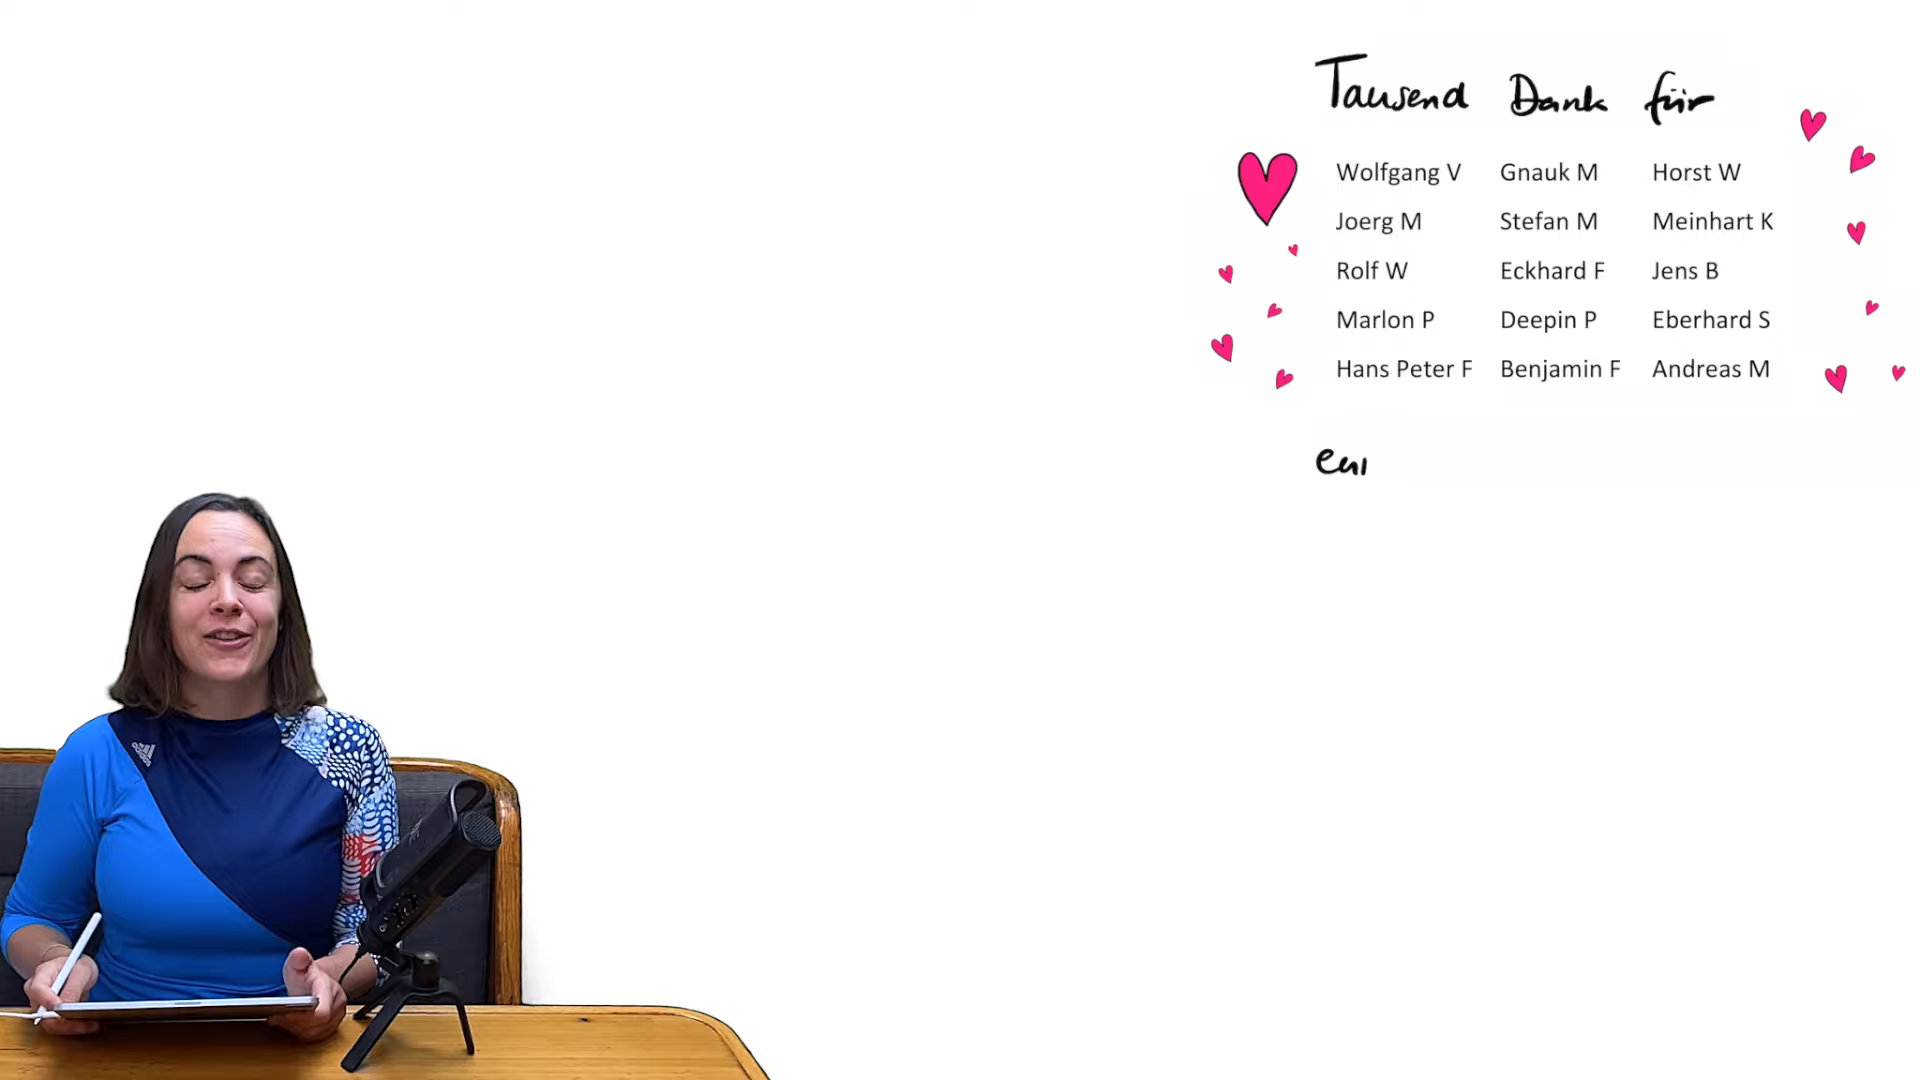 Tausend Dank für
Wolfgang V Gnauk M Horst W
Joerg M Stefan M Meinhart K
Rolf W Eckhard F Jens B
Marlon P Deepin P Eberhard S
Hans Peter F Benjamin F Andreas M
adidas